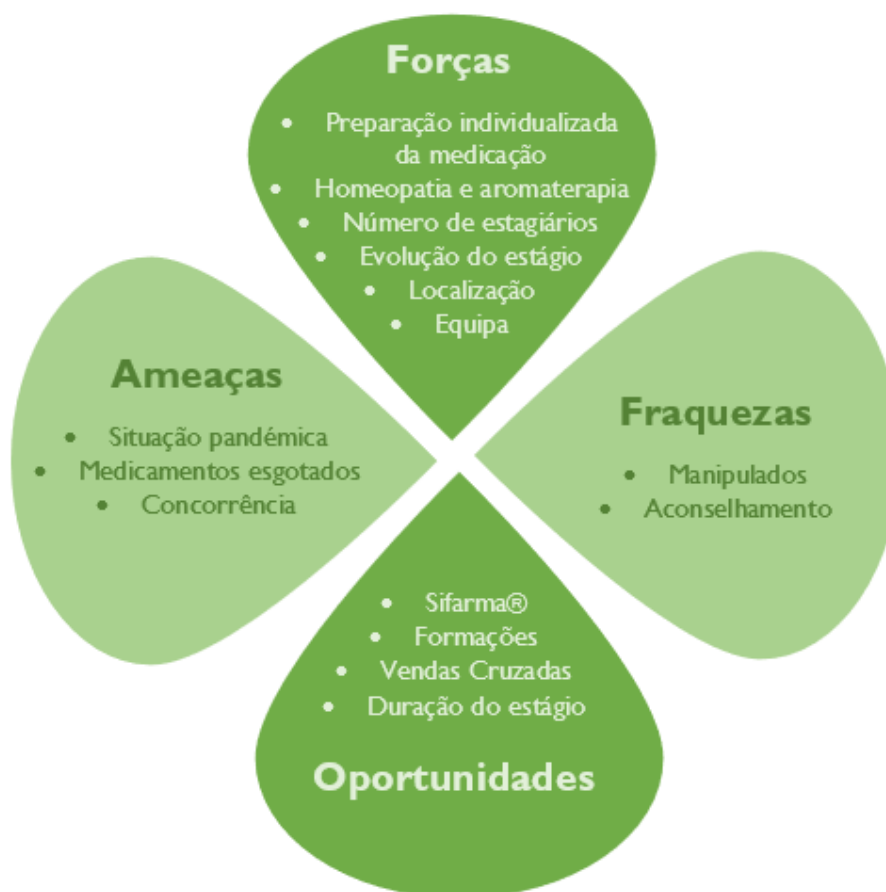 Forças
• Preparação individualizada
da medicação
• Homeopatia e aromaterapia
• Número de estagiários
• Evolução do estágio
• Localização
• Equipa
Ameaças
• Situação pandémica
• Medicamentos esgotados
• Concorrência
Fraquezas
• Manipulados
• Aconselhamento
• Sifarma®
• Formações
• Vendas Cruzadas
• Duração do estágio
Oportunidades